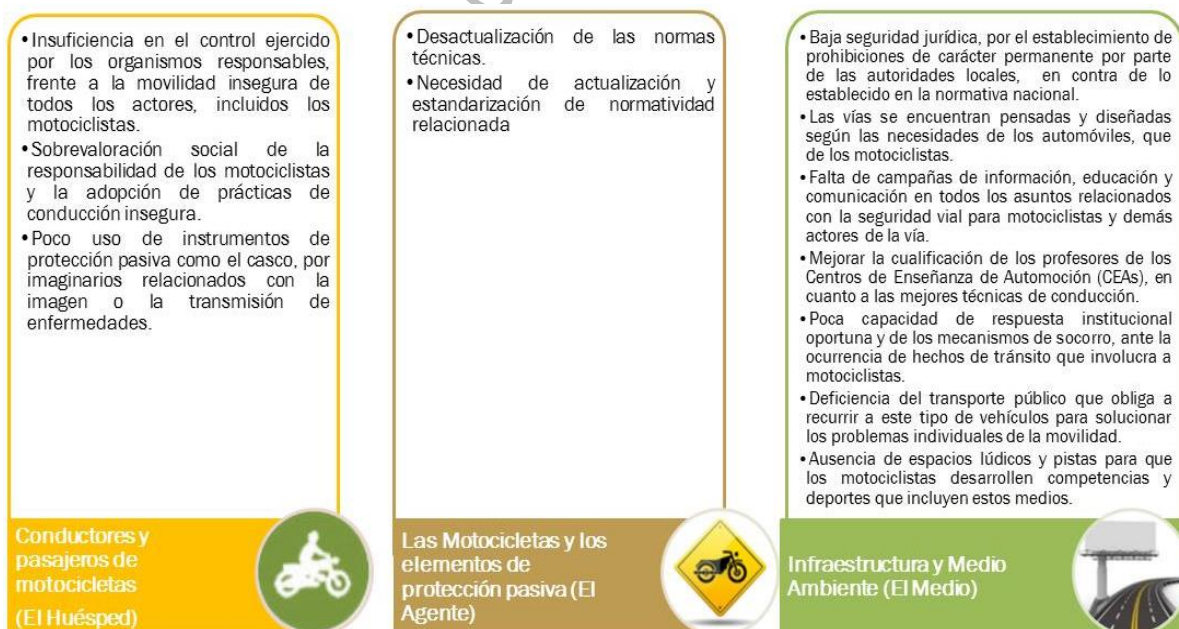 •Insuficiencia en el control ejercido
por los organismos responsables,
frente a la movilidad insegura de
todos los actores, incluidos los
motociclistas.
•Sobrevaloración social de la
responsabilidad de los motociclistas
y la adopción de prácticas de
conducción insegura.
•Poco uso de instrumentos de
protección pasiva como el casco, por
imaginarios relacionados con la
imagen o la transmisión de
enfermedades.
Conductores y
pasajeros de
motocicletas
(El Huésped)
•Desactualización de las normas
técnicas.
•Necesidad de actualización y
estandarización de normatividad
relacionada
Las Motocicletas y los
elementos de
protección pasiva (El
Agente)
•Baja seguridad jurídica, por el establecimiento de
prohibiciones de carácter permanente por parte
de las autoridades locales, en contra de lo
establecido en la normativa nacional.
•Las vías se encuentran pensadas y diseñadas
según las necesidades de los automóviles, que
de los motociclistas.
•Falta de campañas de información, educación y
comunicación en todos los asuntos relacionados
con la seguridad vial para motociclistas y demás
actores de la vía.
•Mejorar la cualificación de los profesores de los
Centros de Enseñanza de Automoción (CEAs), en
cuanto a las mejores técnicas de conducción.
•Poca capacidad de respuesta institucional
oportuna y de los mecanismos de socorro, ante la
ocurrencia de hechos de tránsito que involucra a
motociclistas.
•Deficiencia del transporte público que obliga a
recurrir a este tipo de vehículos para solucionar
los problemas individuales de la movilidad.
•Ausencia de espacios lúdicos y pistas para que
los motociclistas desarrollen competencias y
deportes que incluyen estos medios.
Infraestructura y Medio
Ambiente (El Medio)